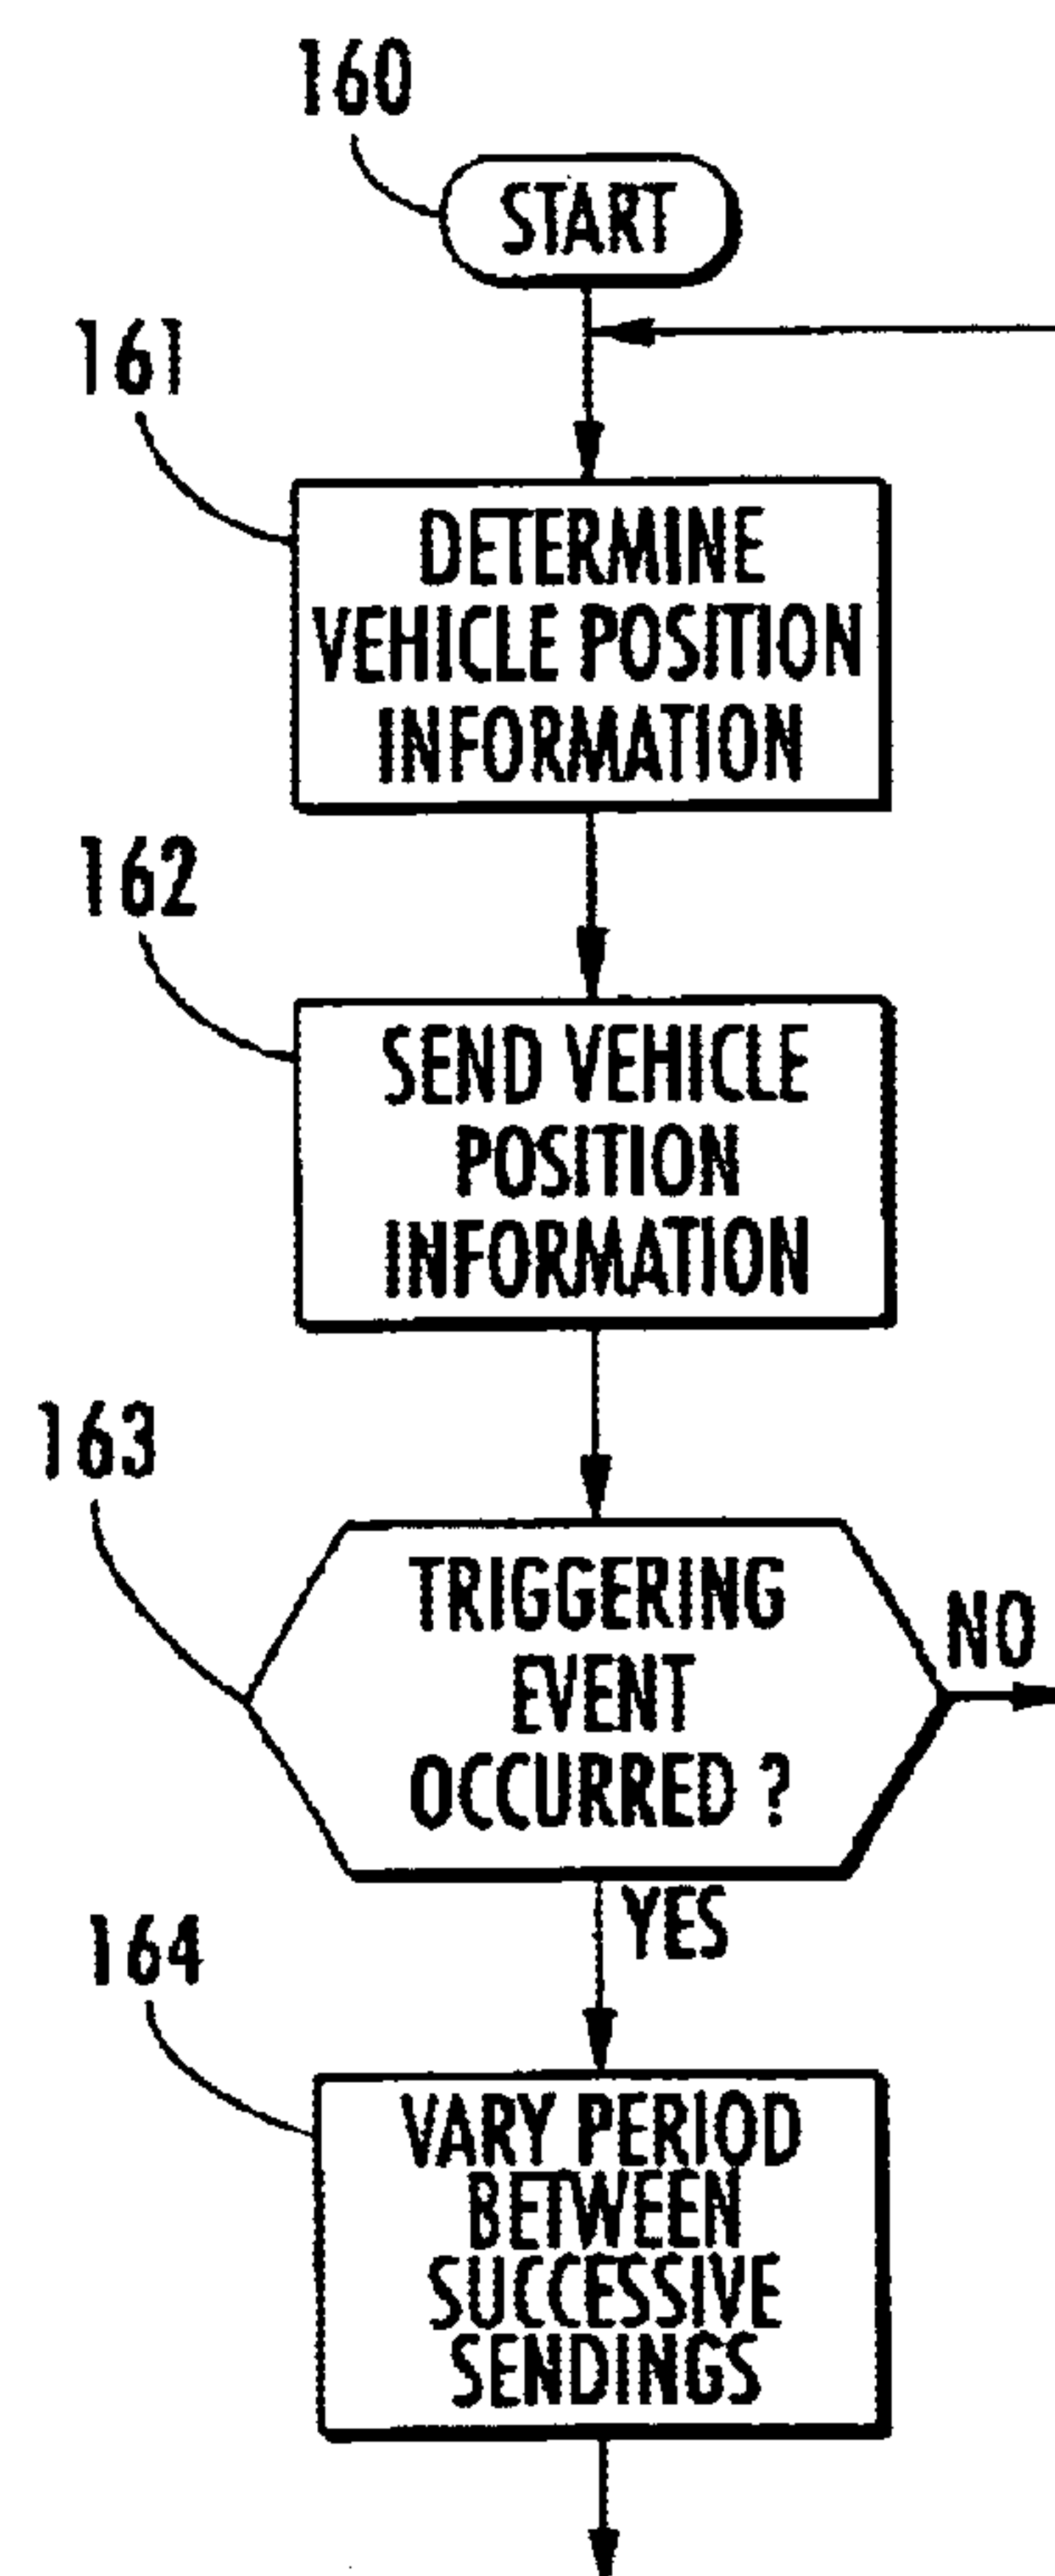 160
START
161
DETERMINE
VEHICLE POSITION
INFORMATION
162
SEND VEHICLE
POSITION
INFORMATION
163
TRIGGERING
EVENT
OCCURRED ?
NO
YES
164
VARY PERIOD
BETWEEN
SUCCESSIVE
SENDINGS